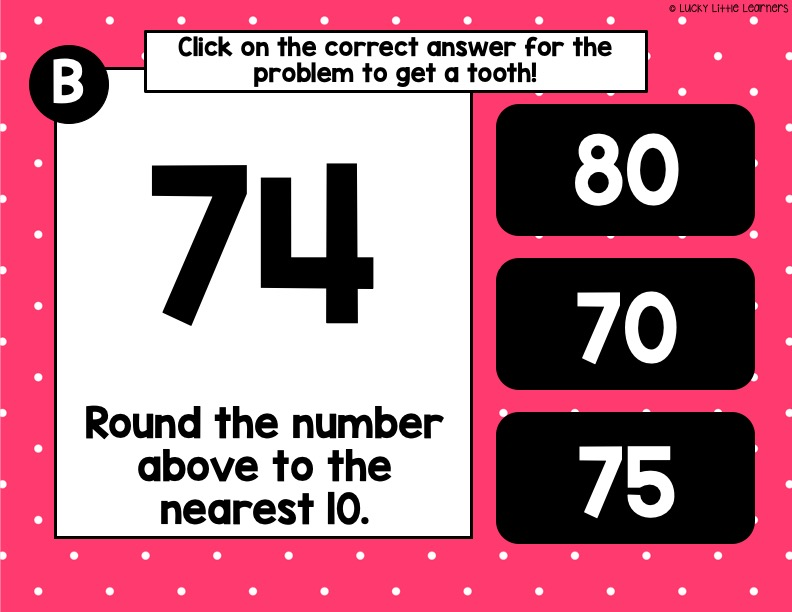 © Lucky Little Learners
Click on the correct answer for the
problem to get a tooth!
B
74
Round the number
above to the
nearest 10.
80
70
75